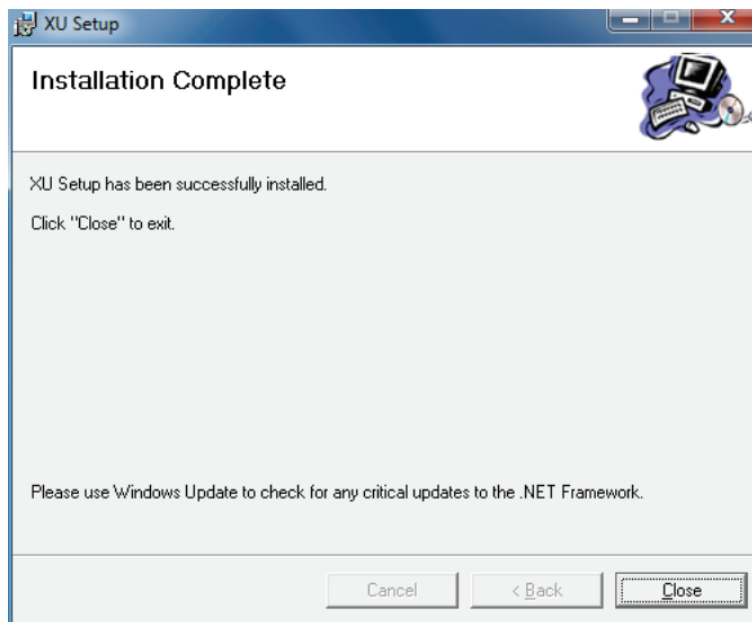 XU Setup
Installation Complete
XU Setup has been successfully installed.
Click "Close" to exit.
Please use Windows Update to check for any critical updates to the .NET Framework.
Cancel
< Back
Close